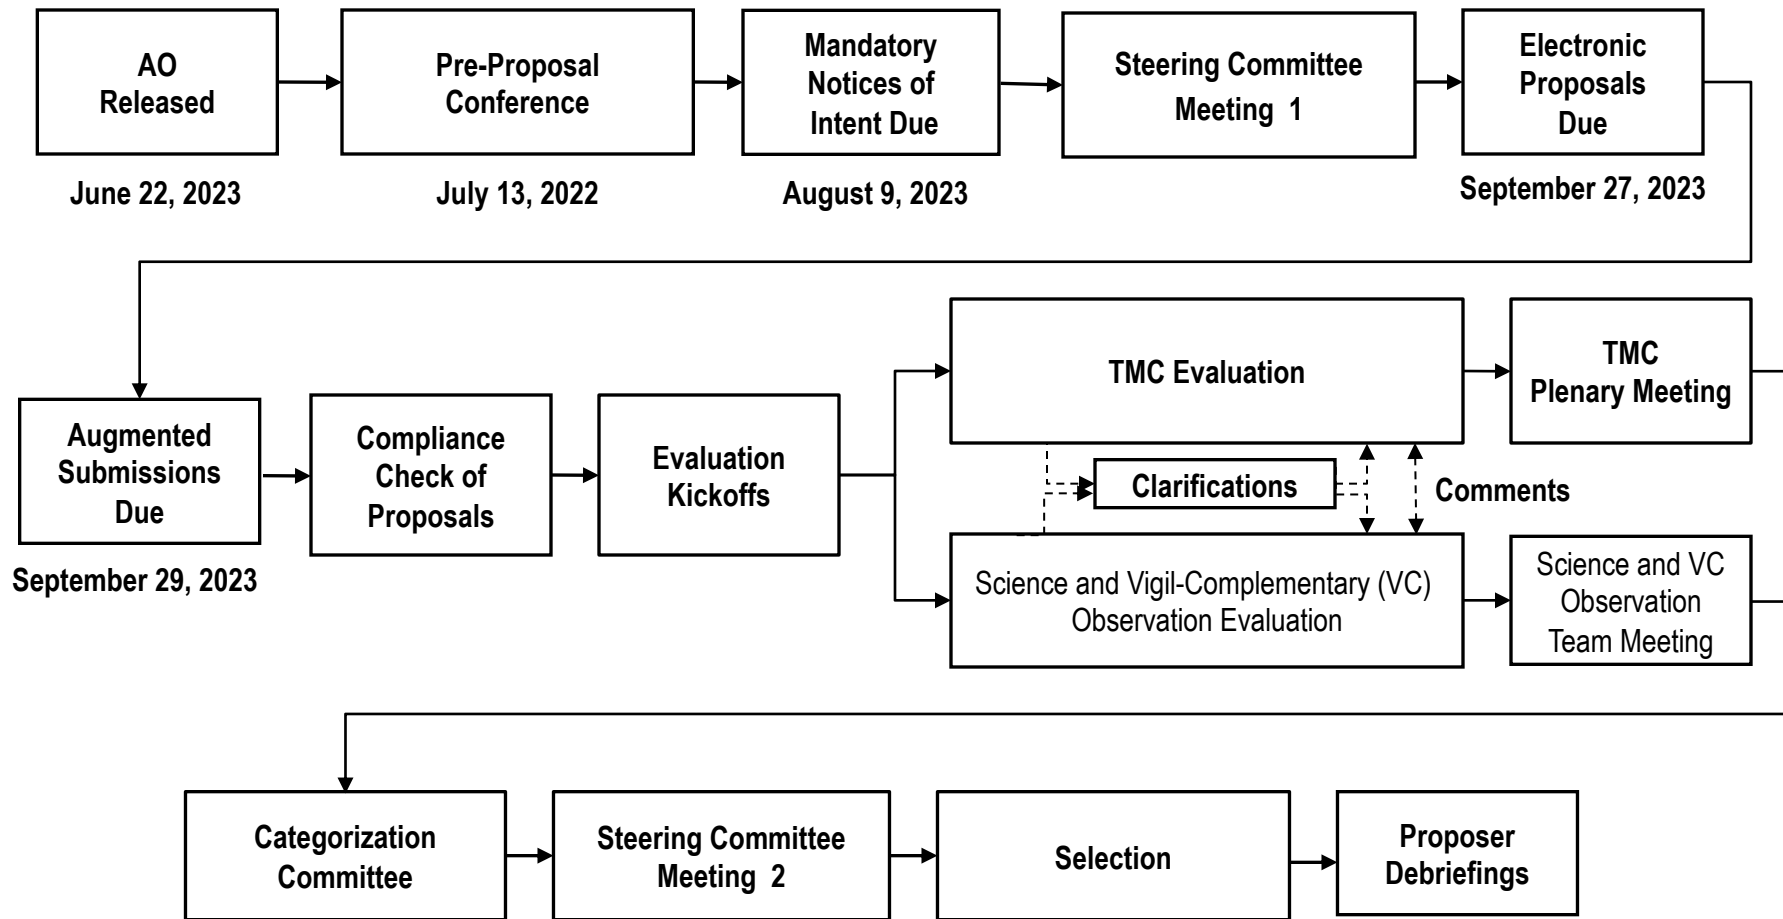 AO
Released
Pre-Proposal
Conference
Mandatory
Notices of
Intent Due
Steering Committee
Meeting 1
Electronic
Proposals
Due
June 22, 2023
July 13, 2022
August 9, 2023
September 27, 2023
Augmented
Submissions
Due
September 29, 2023
Compliance
Check of
Proposals
Evaluation
Kickoffs
TMC Evaluation
TMC
Plenary Meeting
Clarifications
Comments
Science and Vigil-Complementary (VC)
Observation Evaluation
Science and VC
Observation
Team Meeting
Categorization
Committee
Steering Committee
Meeting 2
Selection
Proposer
Debriefings